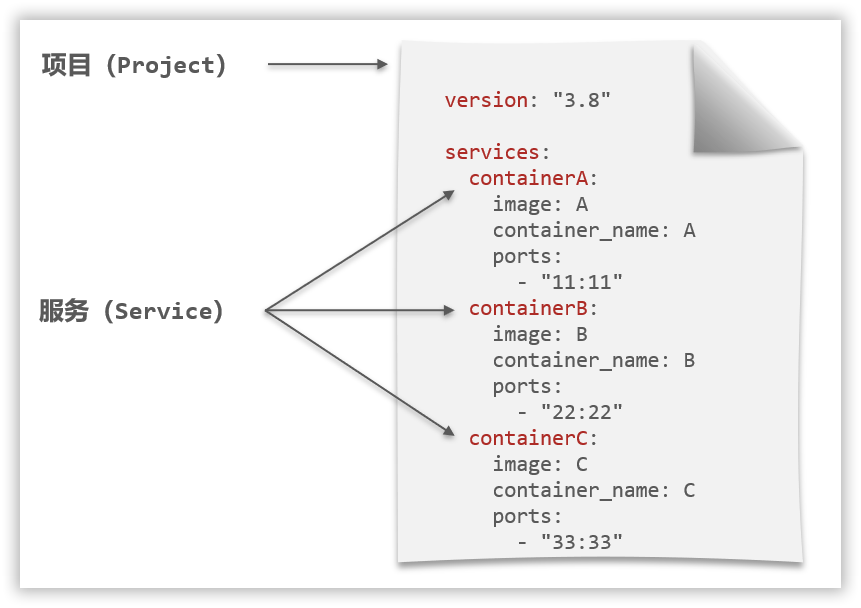 项目（Project）
version: "3.8"
services:
containerA:
image: A
container_name: A
ports:
- "11:11"
服务（Service）
containerB:
image: B
container_name: B
ports:
- "22:22"
containerC:
image: C
container_name: C
ports:
- "33:33"